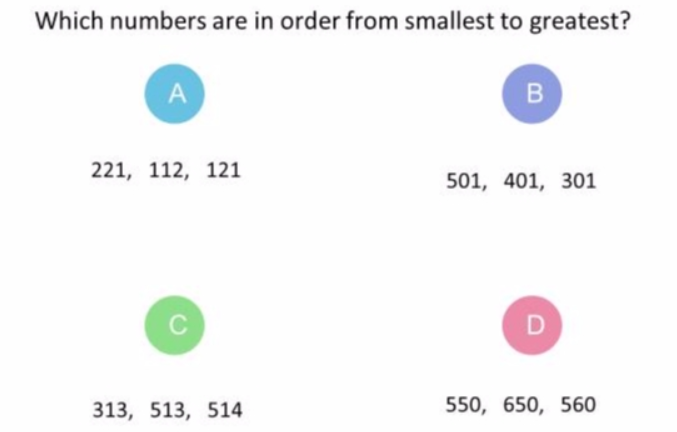 Which numbers are in order from smallest to greatest?
A
221, 112, 121
B
501, 401, 301
C
313, 513, 514
D
550, 650, 560